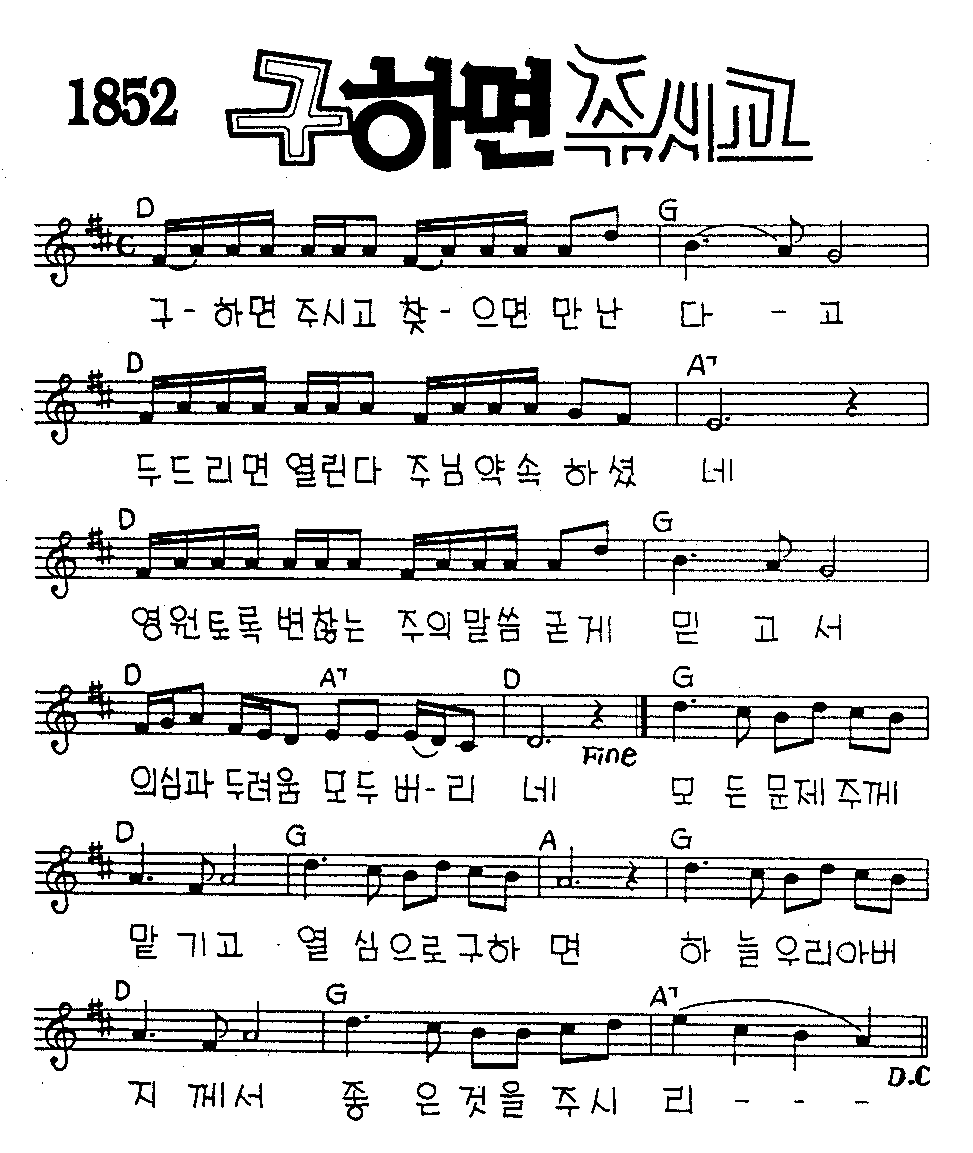 1852 구하면 주시고
D G
구-하면 주시고 찾-으면 만난 다 - 고
D A7
두드리면 열린다 주님약속 하셨 네
D G
영원토록 변찮는 주의말씀 굳게 믿 고 서
D A7 D G
Fine
의심과 두려움 모두 버-리 네 모 든 문제 주께
D G A G
맡 기고 열 심으로구하 면 하 늘우리아버
D G A7
D.C
지 께서 좋 은것을 주시 리 - - -